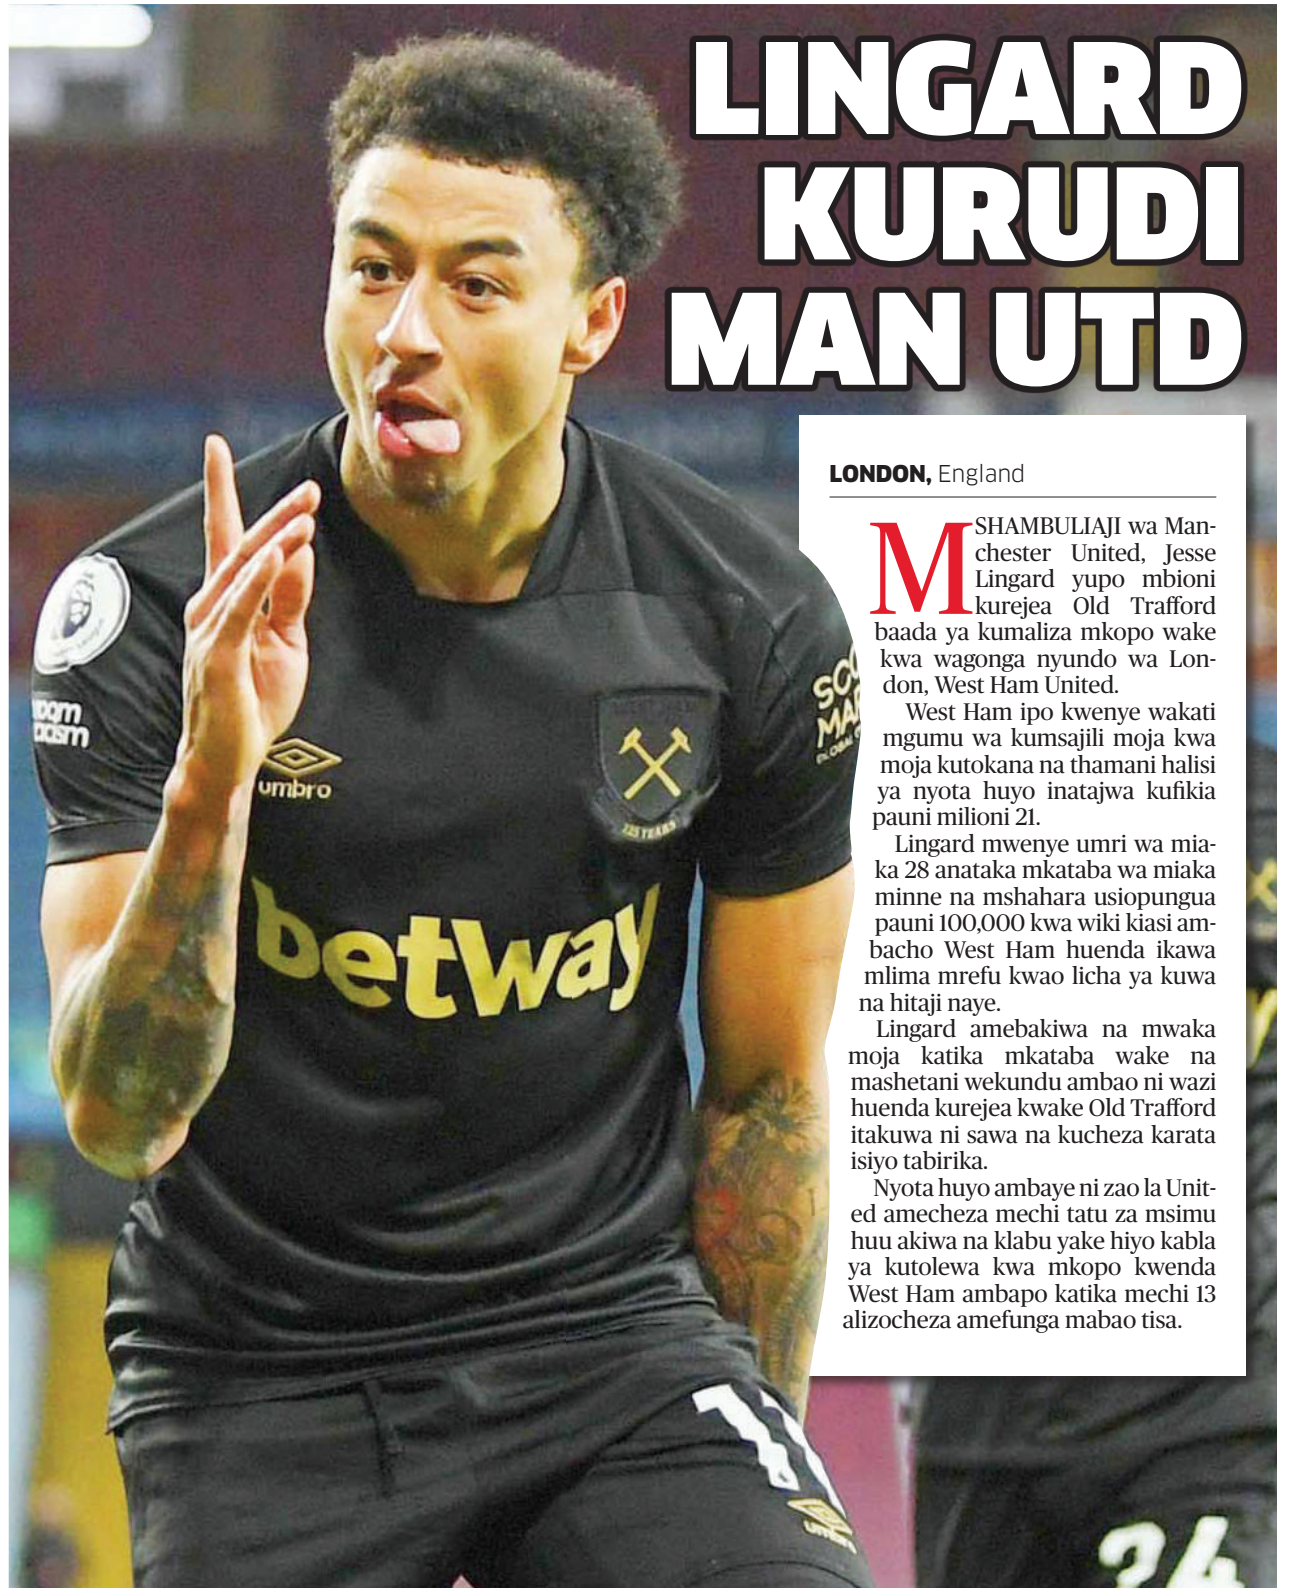 LINGARD
KURUDI
MAN UTD
LONDON, England
MSHAMBULIAJI wa Man-
chester United, Jesse
Lingard yupo mbioni
kurejea Old Trafford
baada ya kumaliza mkopo wake
kwa wagonga nyundo wa Lon-
don, West Ham United.
West Ham ipo kwenye wakati
mgumu wa kumsajili moja kwa
moja kutokana na thamani halisi
ya nyota huyo inatajwa kufikia
pauni milioni 21.
Lingard mwenye umri wa mia-
ka 28 anataka mkataba wa miaka
minne na mshahara usiopungua
pauni 100,000 kwa wiki kiasi am-
bacho West Ham huenda ikawa
mlima mrefu kwao licha ya kuwa
na hitaji naye.
Lingard amebakiwa na mwaka
moja katika mkataba wake na
mashetani wekundu ambao ni wazi
huenda kurejea kwake Old Trafford
itakuwa ni sawa na kucheza karata
isiyo tabirika.
Nyota huyo ambaye ni zao la Unit-
ed amecheza mechi tatu za msimu
huu akiwa na klabu yake hiyo kabla
ya kutolewa kwa mkopo kwenda
West Ham ambapo katika mechi 13
alizocheza amefunga mabao tisa.
umbro
125 YEARS
betway
11
umbro
24